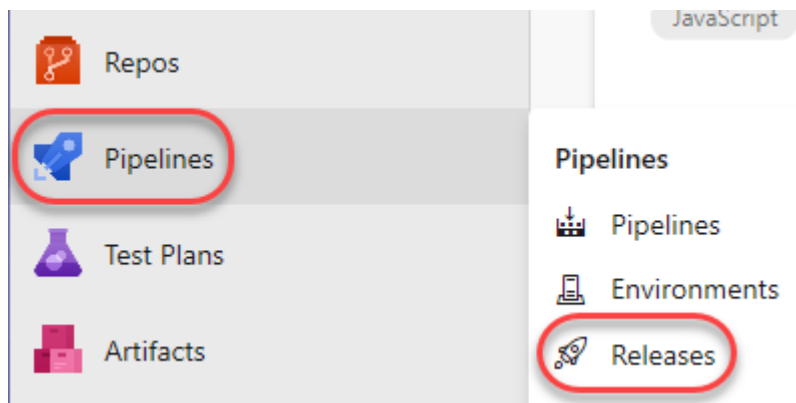 JavaScript
Repos
Pipelines
Test Plans
Artifacts
Pipelines
Pipelines
Environments
Releases